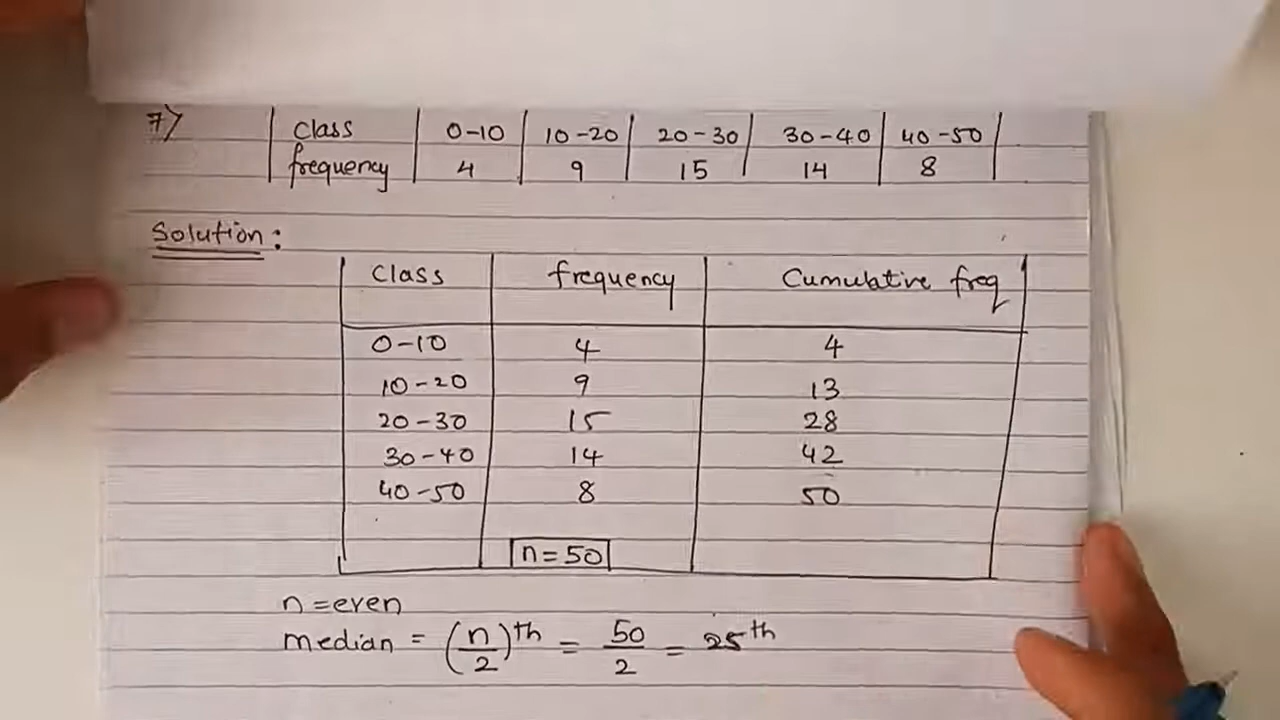 7) class 0-10 10-20 20-30 30-40 40-50
frequency 4 9 15 14 8
Solution:
class frequency Cumulative freq
0-10 4 4
10-20 9 13
20-30 15 28
30-40 14 42
40-50 8 50
n=50
n=even
median = (n/2)th = 50/2 = 25th